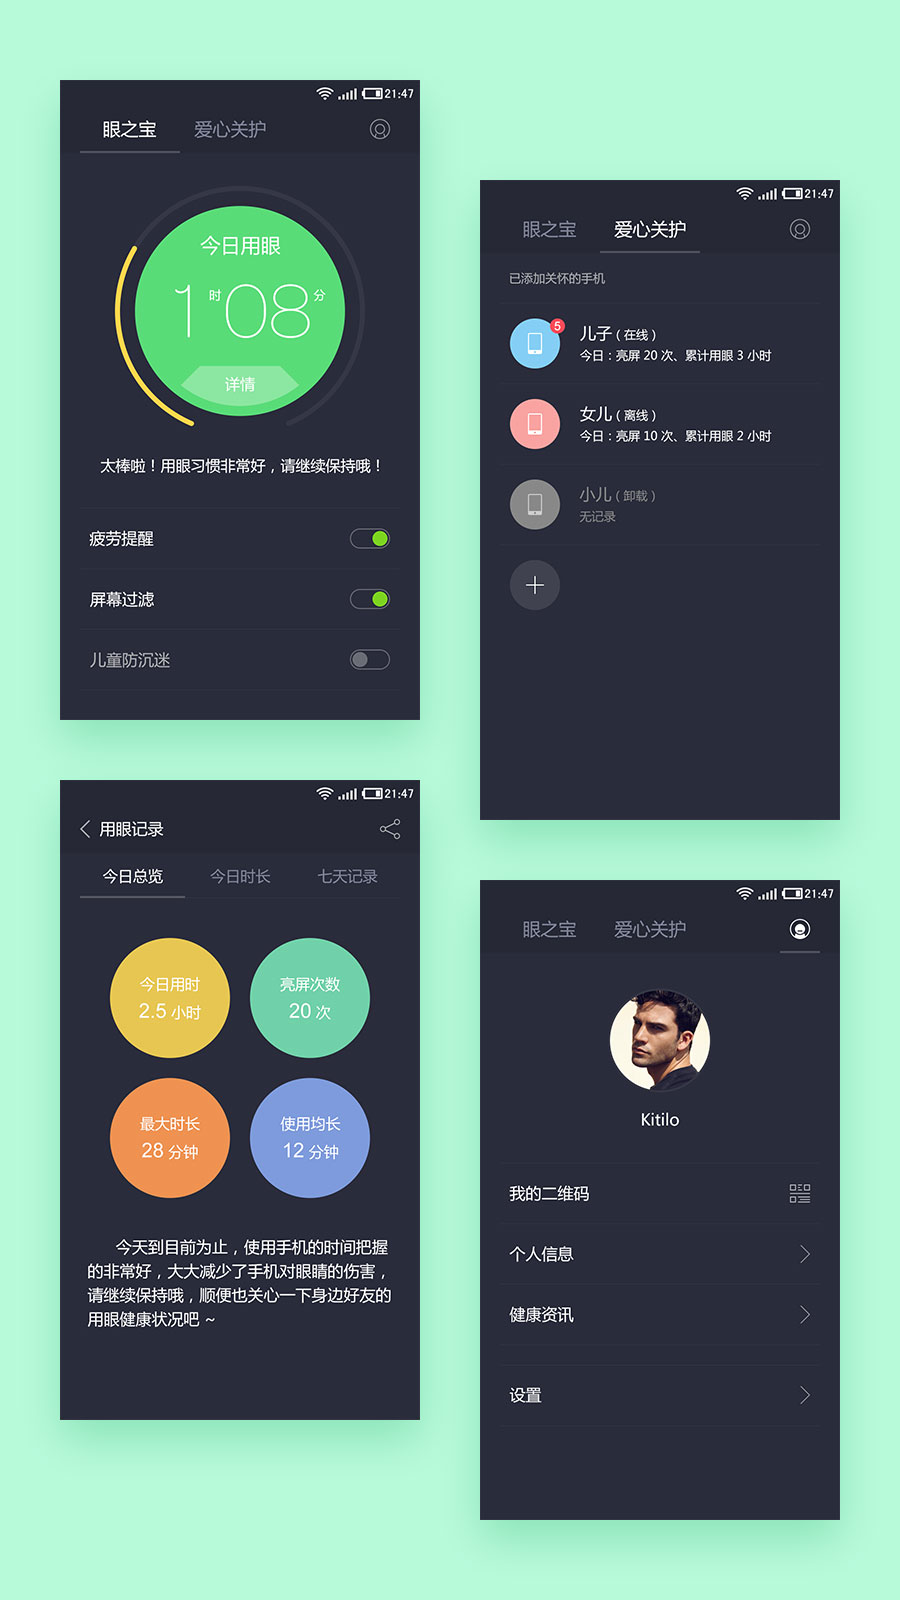 21:47
眼之宝 爱心关护
今日用眼
1 时 08 分
详情
太棒啦！用眼习惯非常好，请继续保持哦！
疲劳提醒
屏幕过滤
儿童防沉迷
21:47
眼之宝 爱心关护
已添加关怀的手机
5
儿子（在线）
今日：亮屏 20 次、累计用眼 3 小时
女儿（离线）
今日：亮屏 10 次、累计用眼 2 小时
小儿（卸载）
无记录
21:47
用眼记录
今日总览 今日时长 七天记录
今日用时
2.5 小时
亮屏次数
20 次
最大时长
28 分钟
使用均长
12 分钟
今天到目前为止，使用手机的时间把握
的非常好，大大减少了手机对眼睛的伤害，
请继续保持哦，顺便也关心一下身边好友的
用眼健康状况吧 ~
21:47
眼之宝 爱心关护
Kitilo
我的二维码
个人信息
健康资讯
设置